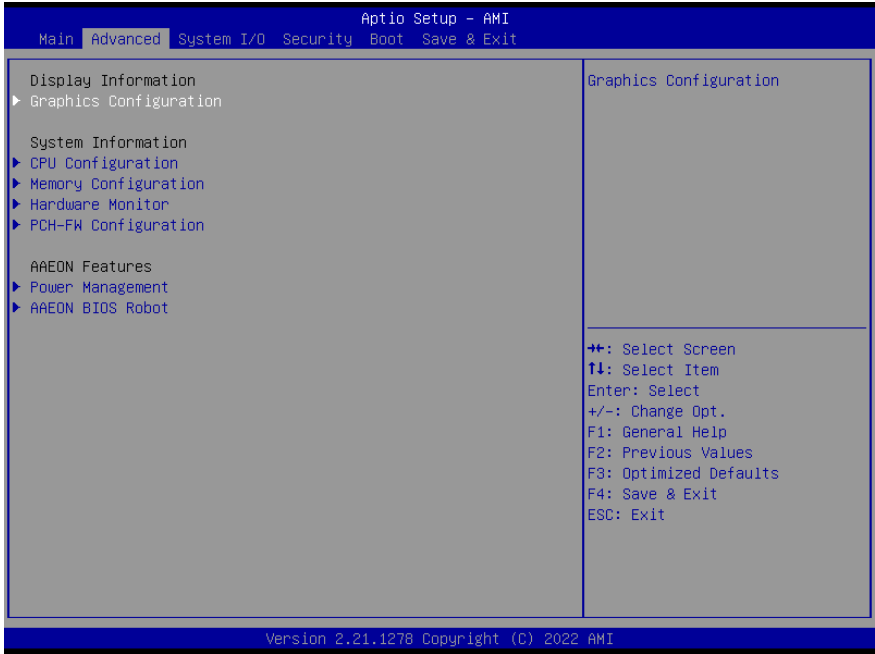 Aptio Setup - AMI
Main Advanced System I/O Security Boot Save & Exit
Display Information
Graphics Configuration
System Information
CPU Configuration
Memory Configuration
Hardware Monitor
PCH-FW Configuration
AAEON Features
Power Management
AAEON BIOS Robot
Graphics Configuration
→←: Select Screen
↑↓: Select Item
Enter: Select
+/-: Change Opt.
F1: General Help
F2: Previous Values
F3: Optimized Defaults
F4: Save & Exit
ESC: Exit
Version 2.21.1278 Copyright (C) 2022 AMI